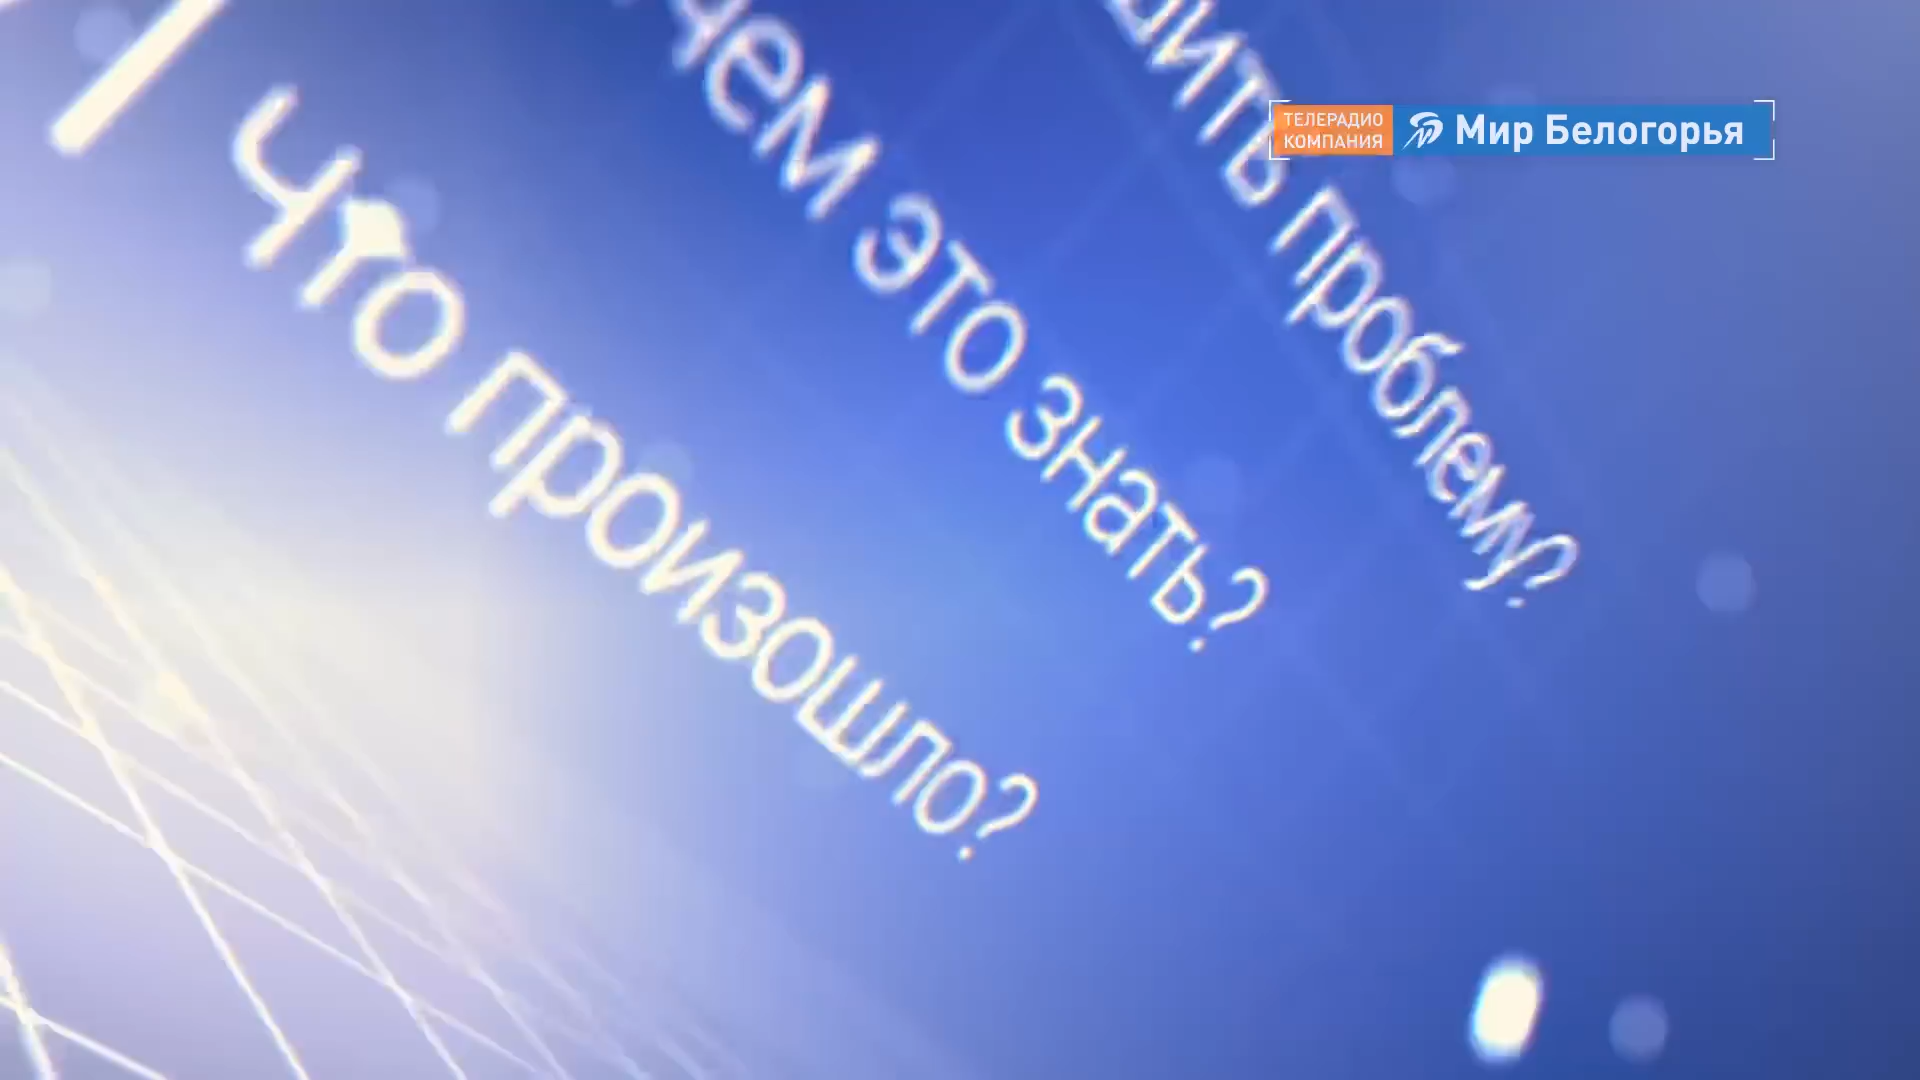 Что произошло?
чем это знать?
проблему?
ТЕЛЕРАДИО
КОМПАНИЯ
Мир Белогорья